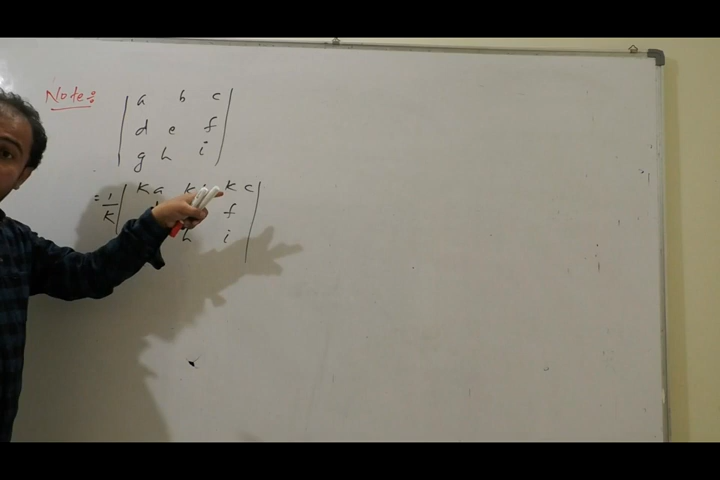 Note:
| a b c |
| d e f |
| g h i |
= 1/K | Ka K Kc |
f
h i